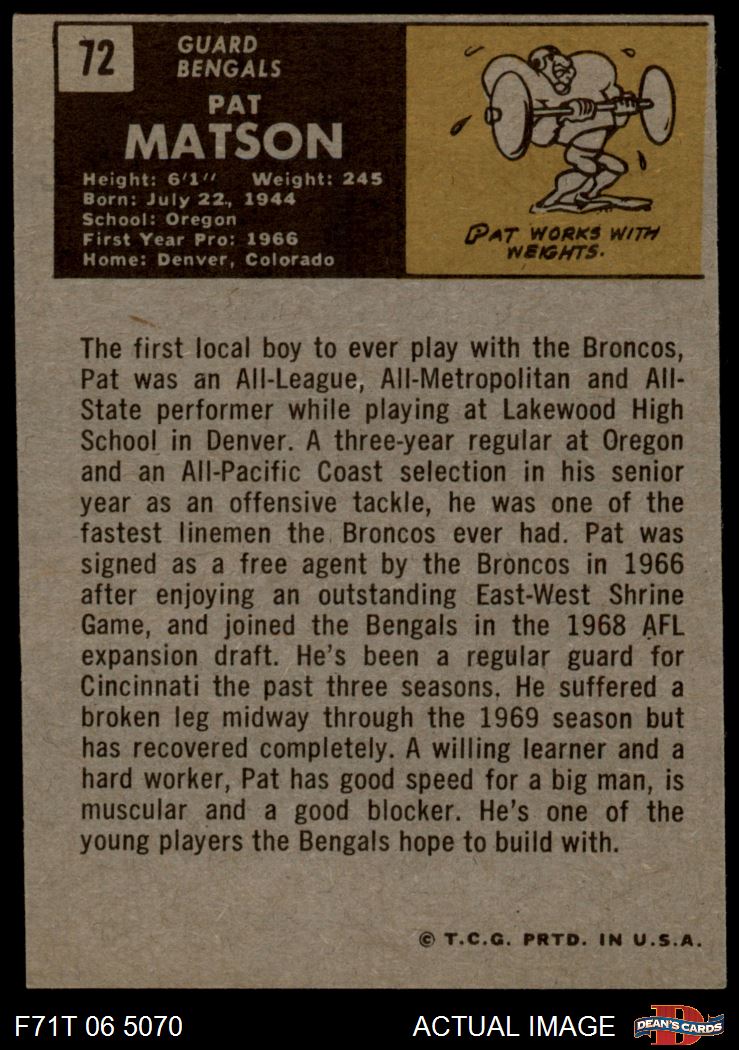 72
GUARD
BENGALS
PAT
MATSON
Height: 6'1" Weight: 245
Born: July 22, 1944
School: Oregon
First Year Pro: 1966
Home: Denver, Colorado
PAT WORKS WITH
WEIGHTS.
The first local boy to ever play with the Broncos,
Pat was an All-League, All-Metropolitan and All-
State performer while playing at Lakewood High
School in Denver. A three-year regular at Oregon
and an All-Pacific Coast selection in his senior
year as an offensive tackle, he was one of the
fastest linemen the Broncos ever had. Pat was
signed as a free agent by the Broncos in 1966
after enjoying an outstanding East-West Shrine
Game, and joined the Bengals in the 1968 AFL
expansion draft. He's been a regular guard for
Cincinnati the past three seasons. He suffered a
broken leg midway through the 1969 season but
has recovered completely. A willing learner and a
hard worker, Pat has good speed for a big man, is
muscular and a good blocker. He's one of the
young players the Bengals hope to build with.
© T.C.G. PRTD. IN U.S.A.
F71T 06 5070 ACTUAL IMAGE D DEAN'S CARDS